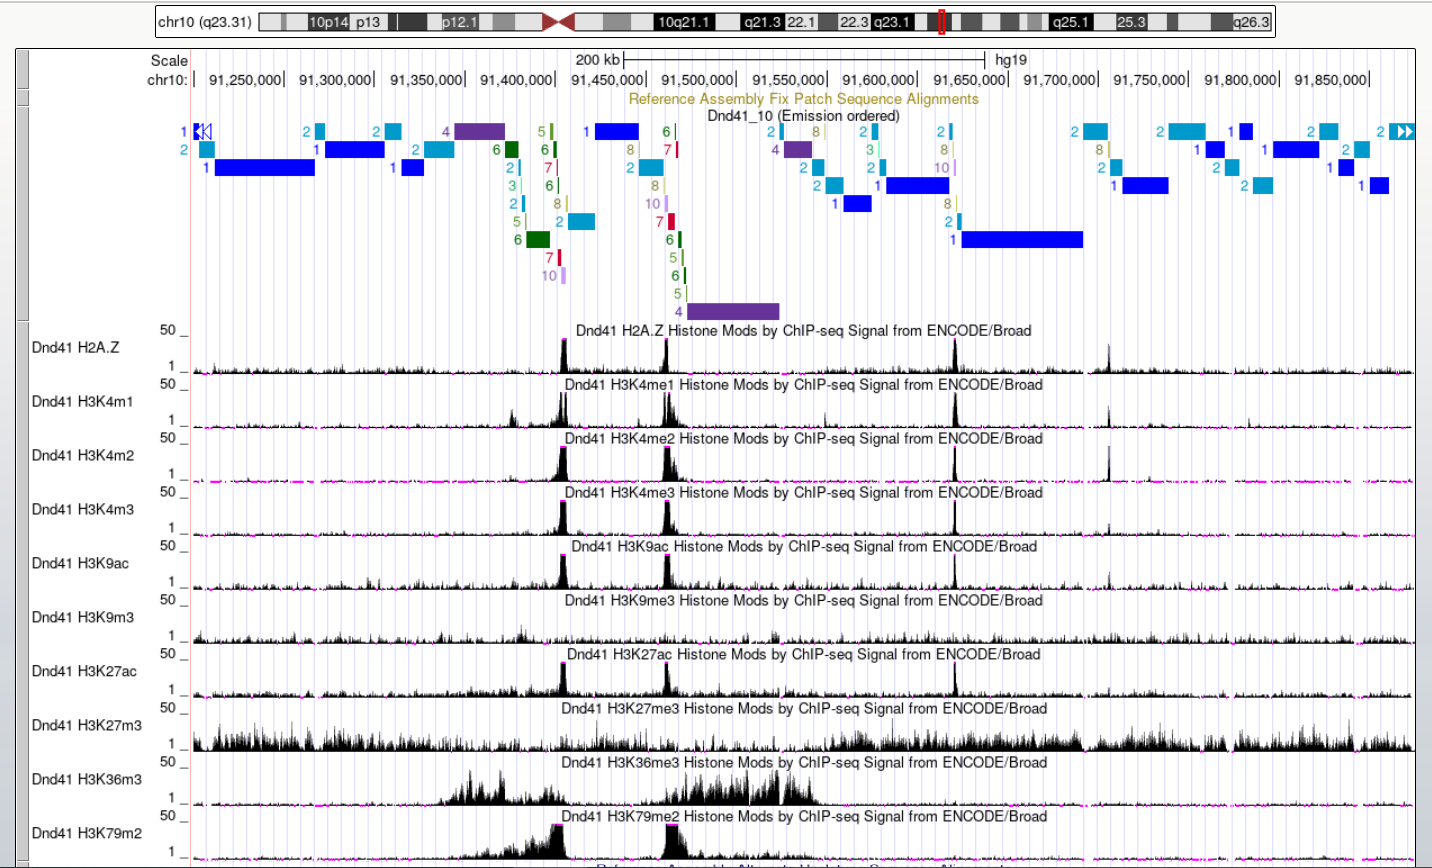 chr10 (q23.31) 10p14 p13 p12.1 10q21.1 q21.3 22.1 22.3 q23.1 q25.1 25.3 q26.3
Scale 200 kb hg19
chr10: 91,250,000 91,300,000 91,350,000 91,400,000 91,450,000 91,500,000 91,550,000 91,600,000 91,650,000 91,700,000 91,750,000 91,800,000 91,850,000
Reference Assembly Fix Patch Sequence Alignments
Dnd41_10 (Emission ordered)
1 2 2 4 5 1 6 2 8 2 2 2 2 1 2 2
2 1 2 6 6 8 7 4 3 8 8 1 1 2
1 1 2 7 2 2 2 10 2 2 1
3 6 8 2 1 1 2 1
2 8 10 1 8
5 2 7 2
6 6 1
7 5
10 6
5
4
50
Dnd41 H2A.Z Histone Mods by ChIP-seq Signal from ENCODE/Broad
Dnd41 H2A.Z
1
50
Dnd41 H3K4me1 Histone Mods by ChIP-seq Signal from ENCODE/Broad
Dnd41 H3K4m1
1
50
Dnd41 H3K4me2 Histone Mods by ChIP-seq Signal from ENCODE/Broad
Dnd41 H3K4m2
1
50
Dnd41 H3K4me3 Histone Mods by ChIP-seq Signal from ENCODE/Broad
Dnd41 H3K4m3
1
50
Dnd41 H3K9ac Histone Mods by ChIP-seq Signal from ENCODE/Broad
Dnd41 H3K9ac
1
50
Dnd41 H3K9me3 Histone Mods by ChIP-seq Signal from ENCODE/Broad
Dnd41 H3K9m3
1
50
Dnd41 H3K27ac Histone Mods by ChIP-seq Signal from ENCODE/Broad
Dnd41 H3K27ac
1
50
Dnd41 H3K27me3 Histone Mods by ChIP-seq Signal from ENCODE/Broad
Dnd41 H3K27m3
1
50
Dnd41 H3K36me3 Histone Mods by ChIP-seq Signal from ENCODE/Broad
Dnd41 H3K36m3
1
50
Dnd41 H3K79me2 Histone Mods by ChIP-seq Signal from ENCODE/Broad
Dnd41 H3K79m2
1